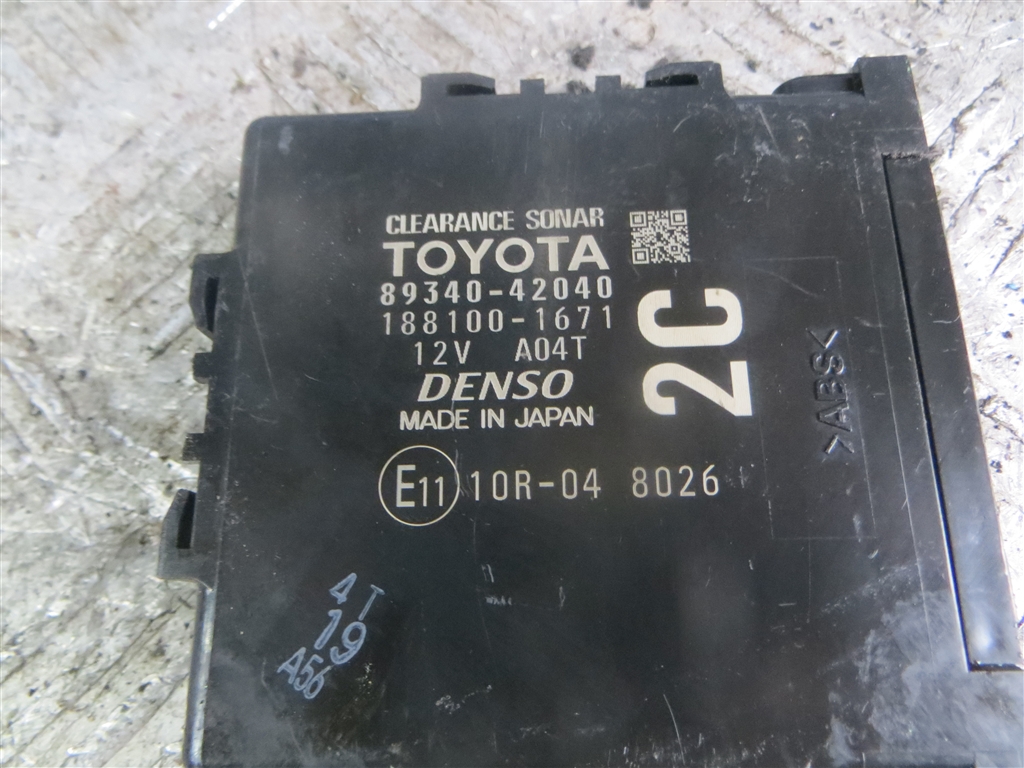 CLEARANCE SONAR
TOYOTA
89340-42040
188100-1671
12V A04T
DENSO
MADE IN JAPAN
2C
>ABS<
E11 10R-04 8026
4T
19
A56